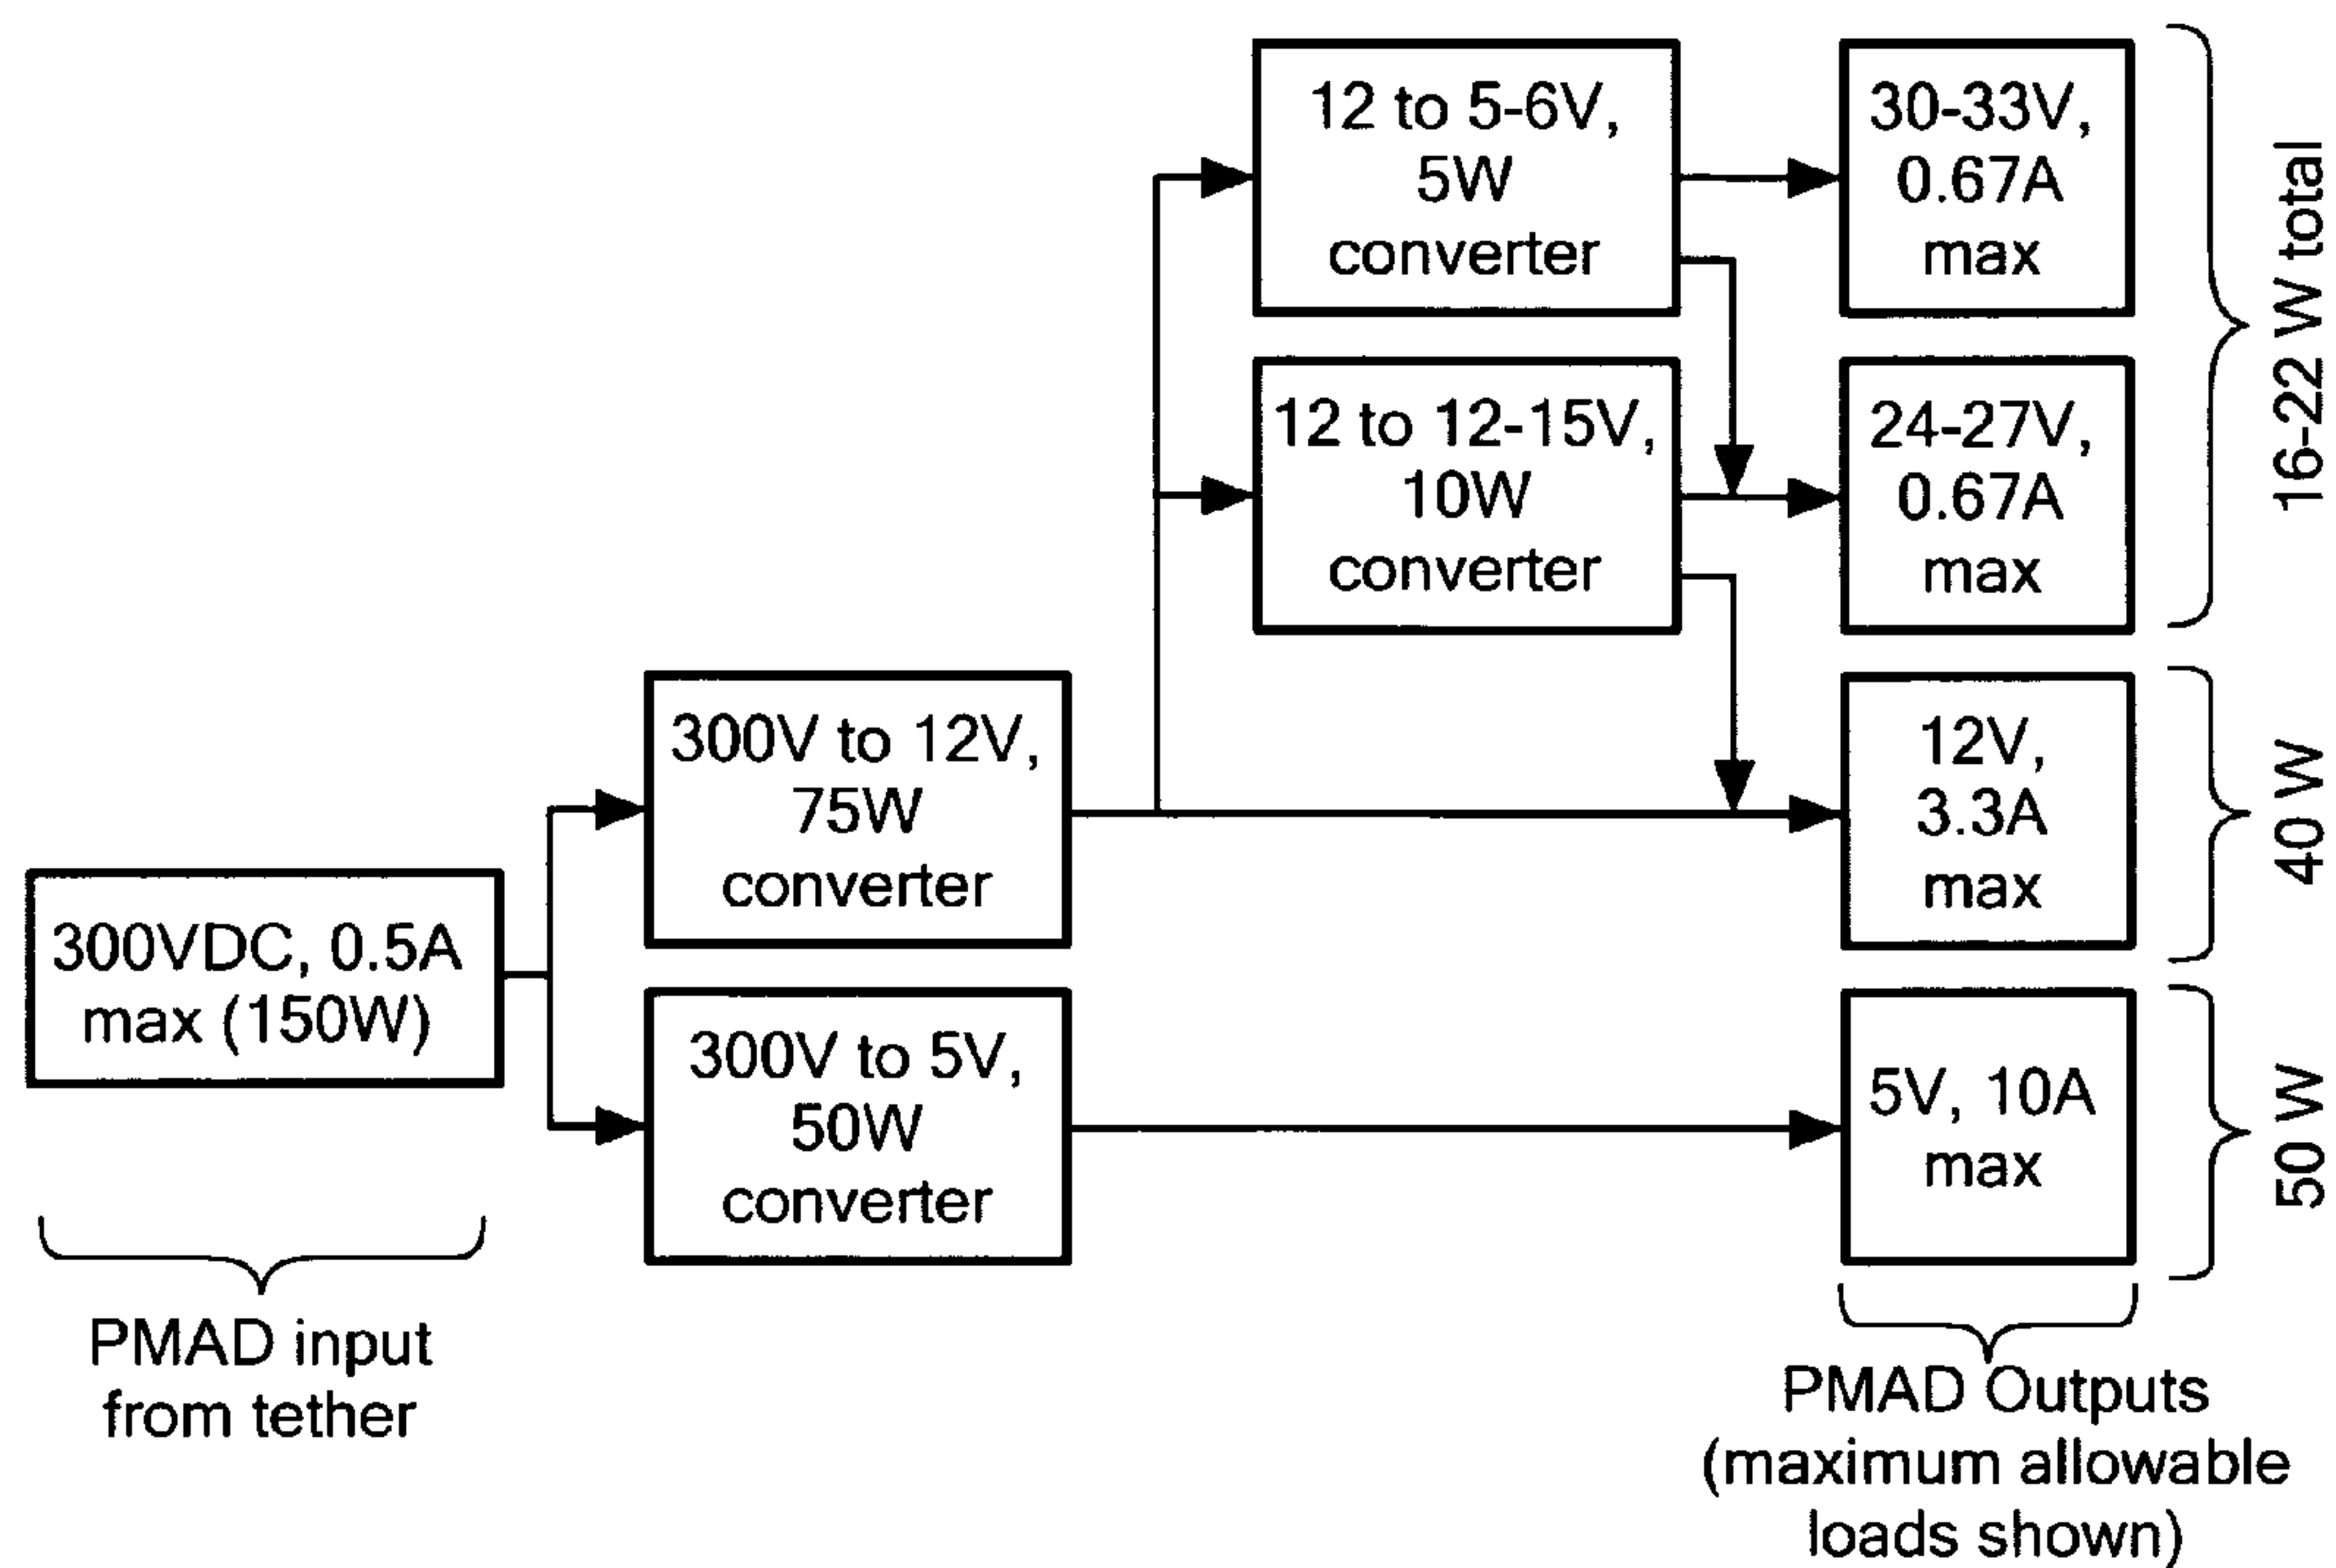 12 to 5-6V,
5W
converter
30-33V,
0.67A
max
16-22 W total
12 to 12-15V,
10W
converter
24-27V,
0.67A
max
300V to 12V,
75W
converter
12V,
3.3A
max
40 W
300VDC, 0.5A
max (150W)
300V to 5V,
50W
converter
5V, 10A
max
50 W
PMAD input
from tether
PMAD Outputs
(maximum allowable
loads shown)